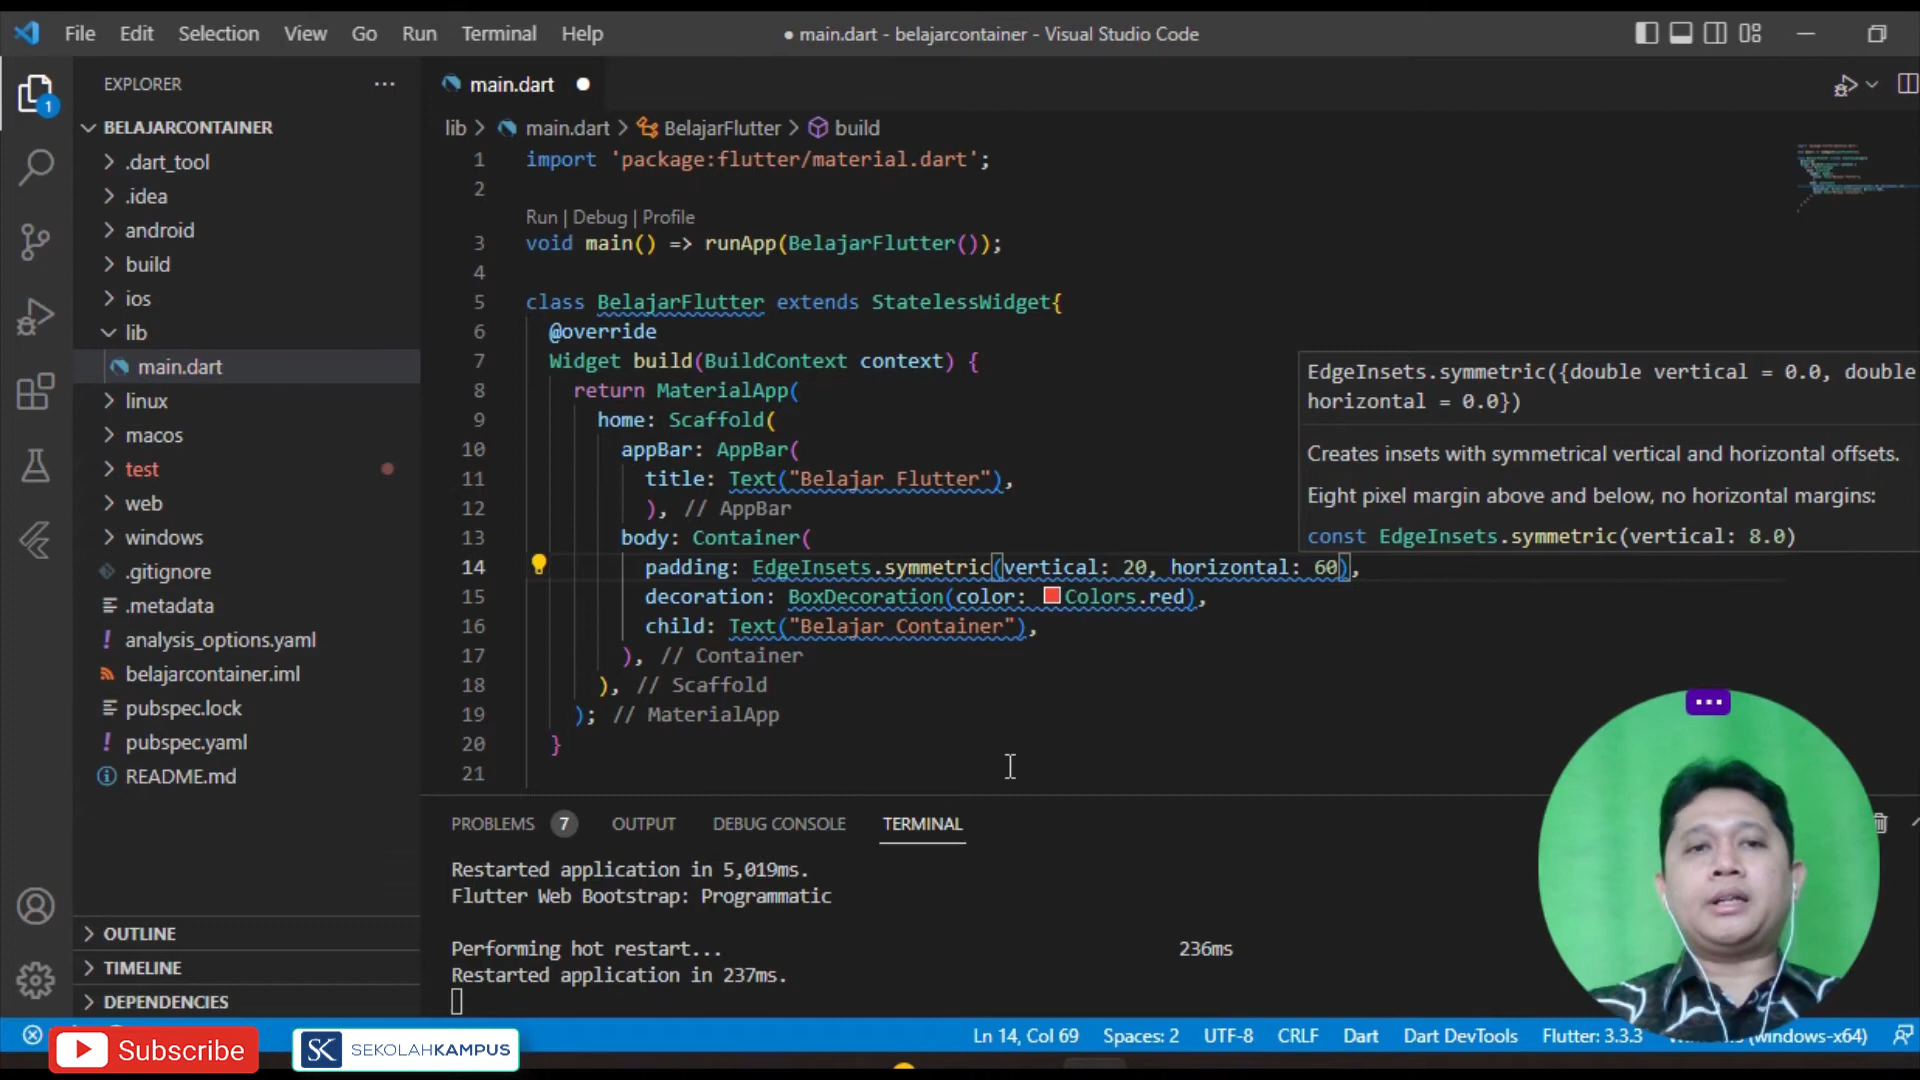 File Edit Selection View Go Run Terminal Help
● main.dart - belajarcontainer - Visual Studio Code
EXPLORER
1
BELAJARCONTAINER
.dart_tool
.idea
android
build
ios
lib
main.dart
linux
macos
test
web
windows
.gitignore
.metadata
analysis_options.yaml
belajarcontainer.iml
pubspec.lock
pubspec.yaml
README.md
OUTLINE
TIMELINE
DEPENDENCIES
main.dart ●
lib > main.dart > BelajarFlutter > build
1 import 'package:flutter/material.dart';
2
Run | Debug | Profile
3 void main() => runApp(BelajarFlutter());
4
5 class BelajarFlutter extends StatelessWidget{
6 @override
7 Widget build(BuildContext context) {
8 return MaterialApp(
9 home: Scaffold(
10 appBar: AppBar(
11 title: Text("Belajar Flutter"),
12 ), // AppBar
13 body: Container(
14 padding: EdgeInsets.symmetric(vertical: 20, horizontal: 60),
15 decoration: BoxDecoration(color: Colors.red),
16 child: Text("Belajar Container"),
17 ), // Container
18 ), // Scaffold
19 ); // MaterialApp
20 }
21
EdgeInsets.symmetric({double vertical = 0.0, double
horizontal = 0.0})
Creates insets with symmetrical vertical and horizontal offsets.
Eight pixel margin above and below, no horizontal margins:
const EdgeInsets.symmetric(vertical: 8.0)
PROBLEMS 7 OUTPUT DEBUG CONSOLE TERMINAL
Restarted application in 5,019ms.
Flutter Web Bootstrap: Programmatic
Performing hot restart... 236ms
Restarted application in 237ms.
Ln 14, Col 69 Spaces: 2 UTF-8 CRLF Dart Dart DevTools Flutter: 3.3.3 (windows-x64)
Subscribe
SK SEKOLAHKAMPUS